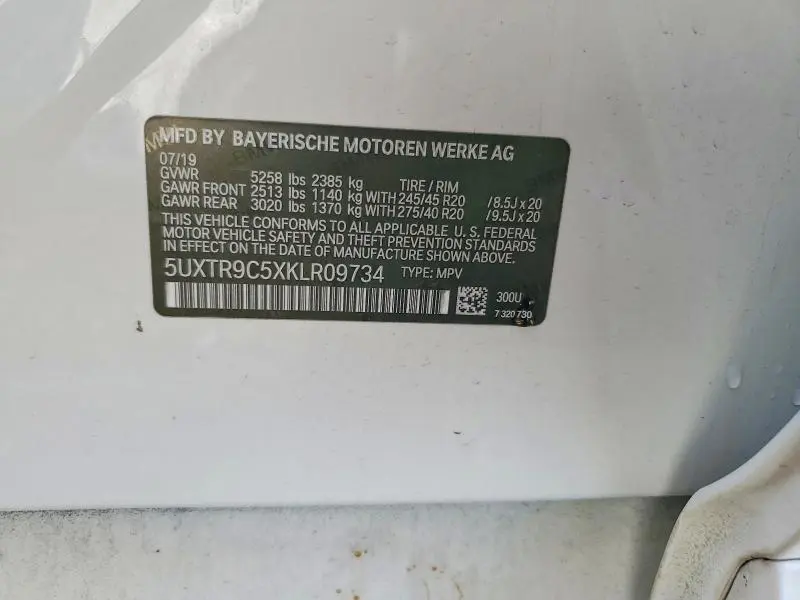 MFD BY BAYERISCHE MOTOREN WERKE AG
07/19
GVWR 5258 lbs 2385 kg TIRE / RIM
GAWR FRONT 2513 lbs 1140 kg WITH 245/45 R20 /8.5J x 20
GAWR REAR 3020 lbs 1370 kg WITH 275/40 R20 /9.5J x 20
THIS VEHICLE CONFORMS TO ALL APPLICABLE U. S. FEDERAL
MOTOR VEHICLE SAFETY AND THEFT PREVENTION STANDARDS
IN EFFECT ON THE DATE OF MANUFACTURE SHOWN ABOVE.
5UXTR9C5XKLR09734 TYPE: MPV
300U
7 320 730